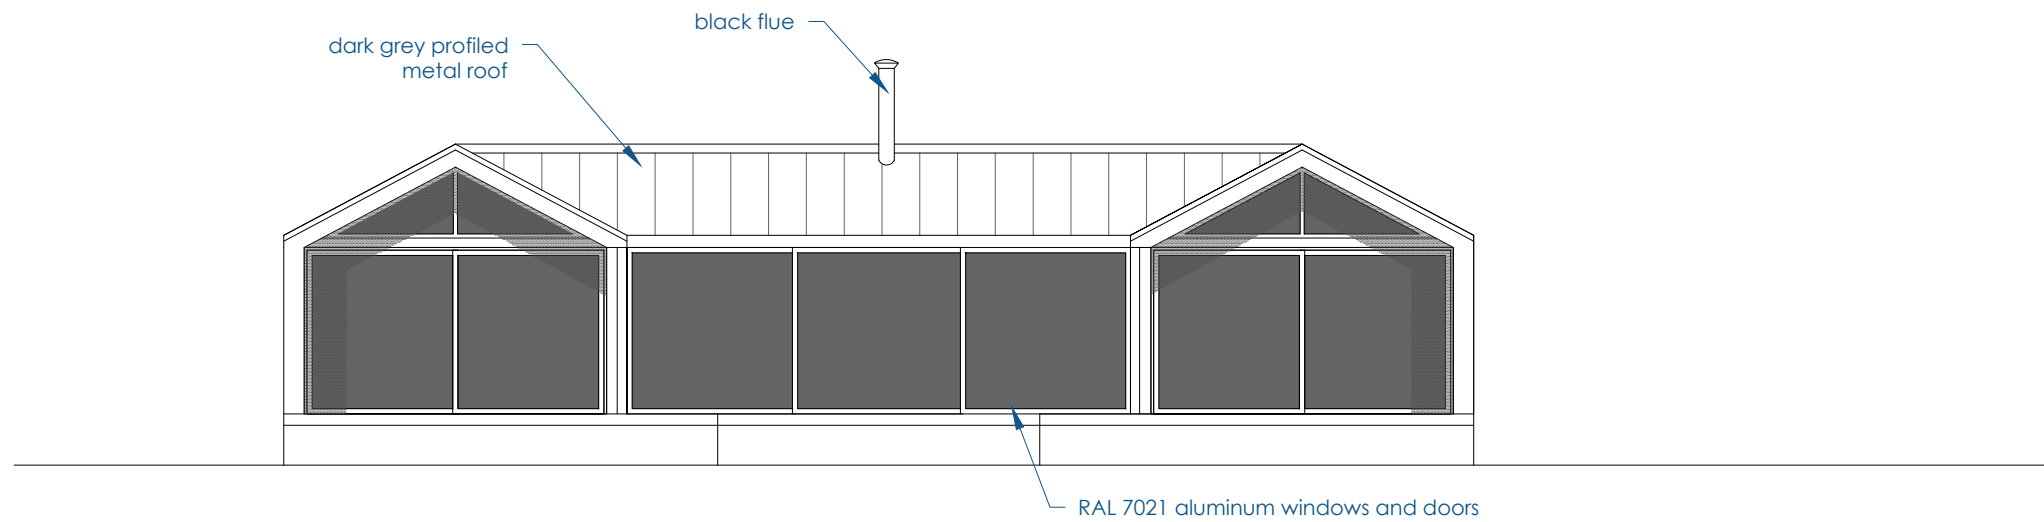 black flue
dark grey profiled
metal roof
RAL 7021 aluminum windows and doors